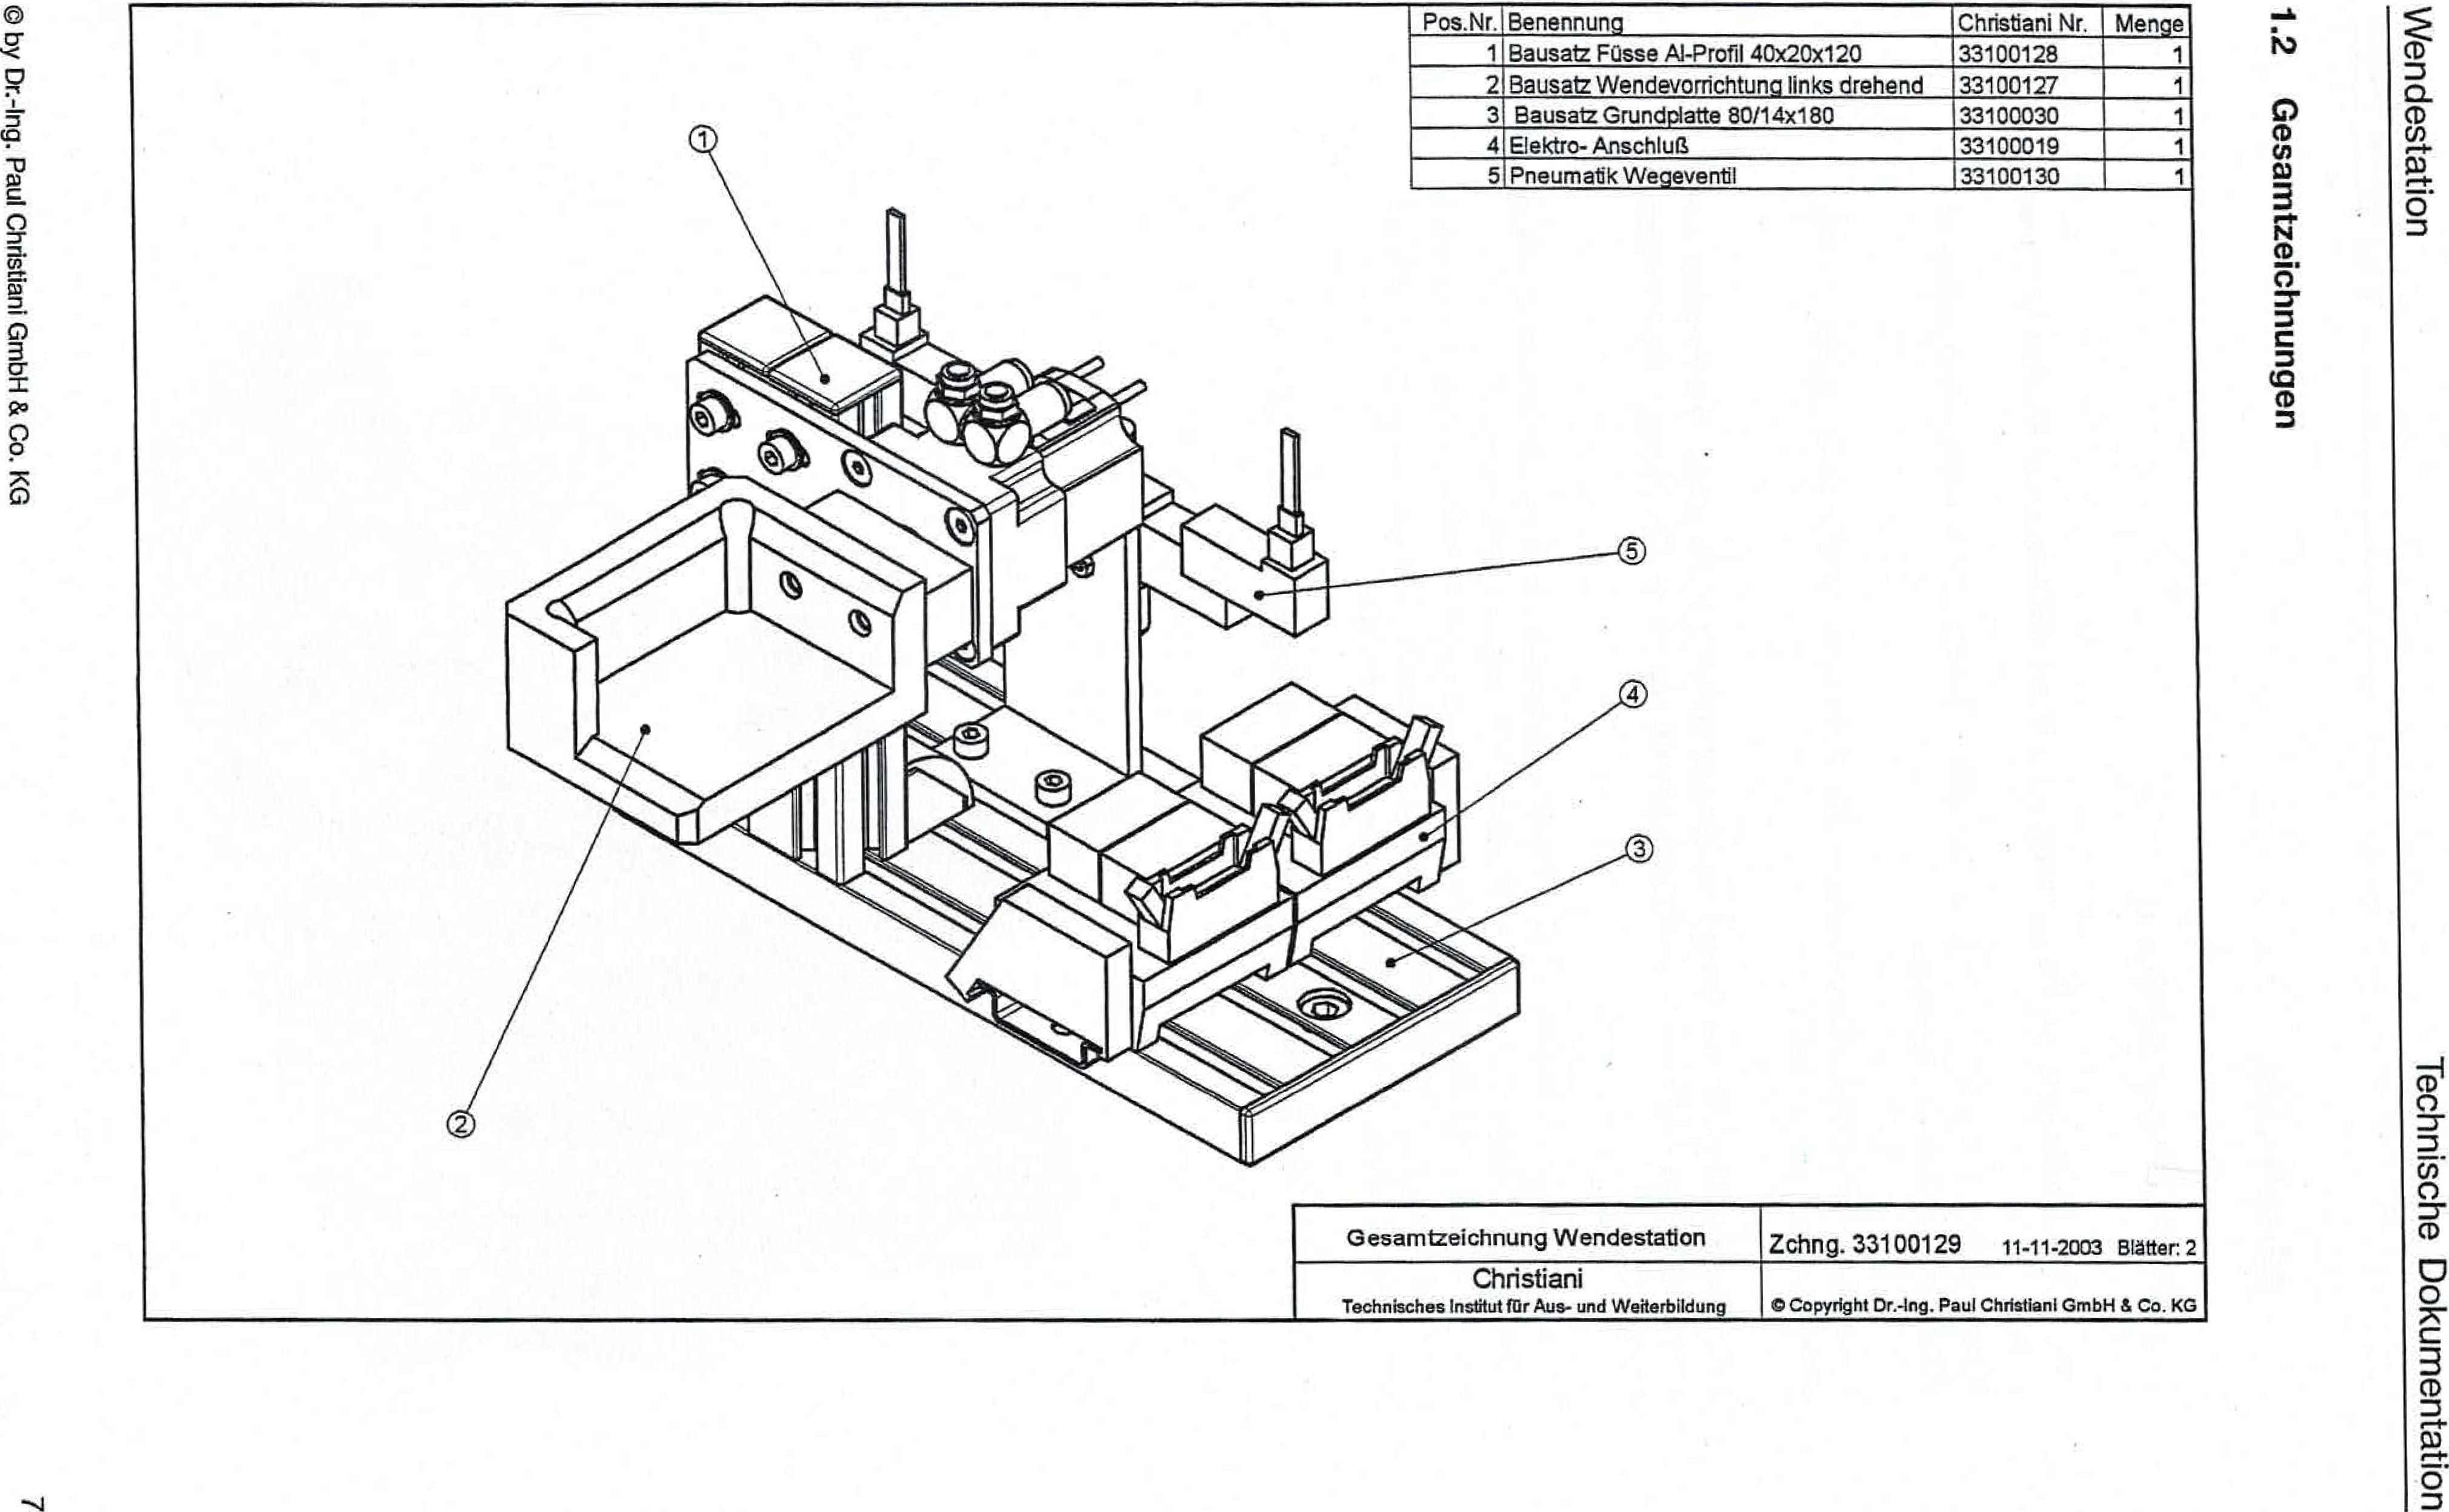 Wendestation Technische Dokumentation
1.2 Gesamtzeichnungen
Pos.Nr. Benennung Christiani Nr. Menge
1 Bausatz Füsse Al-Profil 40x20x120 33100128 1
2 Bausatz Wendevorrichtung links drehend 33100127 1
3 Bausatz Grundplatte 80/14x180 33100030 1
4 Elektro- Anschluß 33100019 1
5 Pneumatik Wegeventil 33100130 1
1
5
4
3
2
Gesamtzeichnung Wendestation Zchng. 33100129 11-11-2003 Blätter: 2
Christiani
Technisches Institut für Aus- und Weiterbildung © Copyright Dr.-Ing. Paul Christiani GmbH & Co. KG
© by Dr.-Ing. Paul Christiani GmbH & Co. KG 7